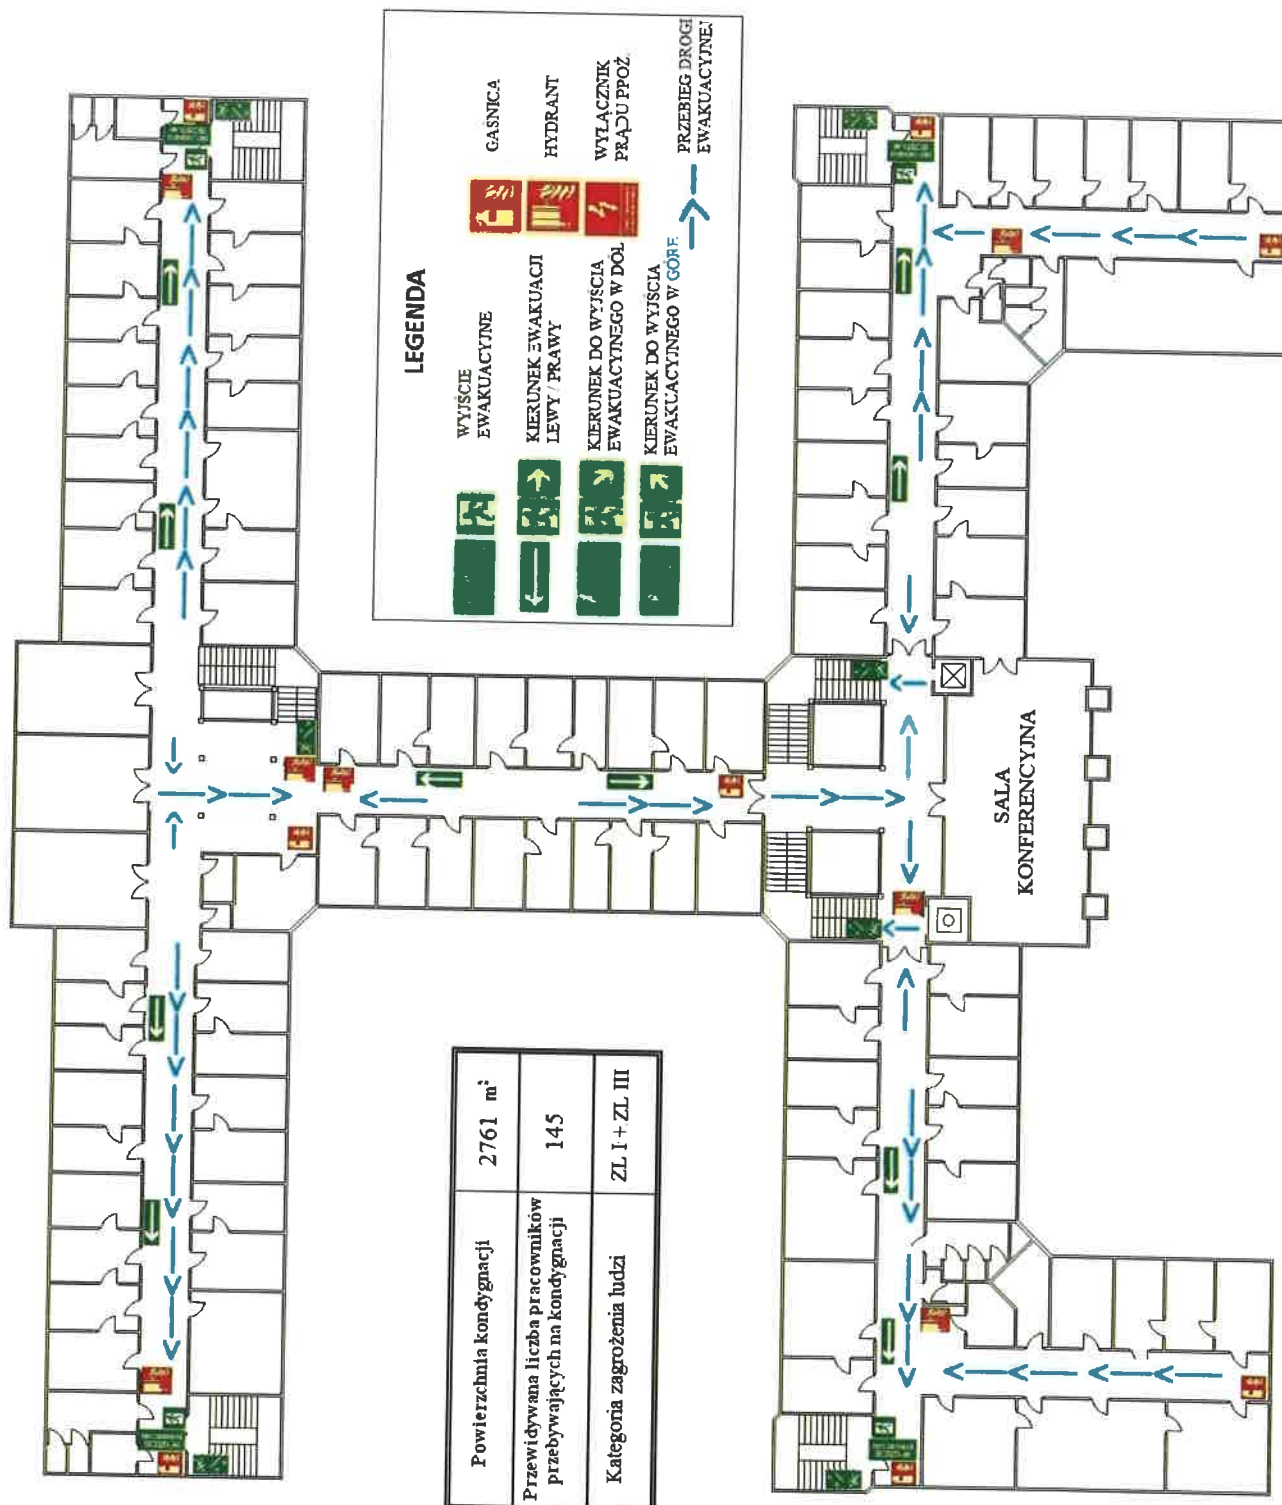 LEGENDA
WYJŚCIE
EWAKUACYJNE
KIERUNEK EWAKUACJI
LEWY / PRAWY
KIERUNEK DO WYJŚCIA
EWAKUACYJNEGO W DÓŁ
KIERUNEK DO WYJŚCIA
EWAKUACYJNEGO W GÓRĘ
GAŚNICA
HYDRANT
WYŁĄCZNIK
PRĄDU PPOŻ.
PRZEBIEG DROGI
EWAKUACYJNEJ
Powierzchnia kondygnacji 2761 m²
Przewidywana liczba pracowników
przebywających na kondygnacji 145
Kategoria zagrożenia ludzi ZL I + ZL III
SALA
KONFERENCYJNA